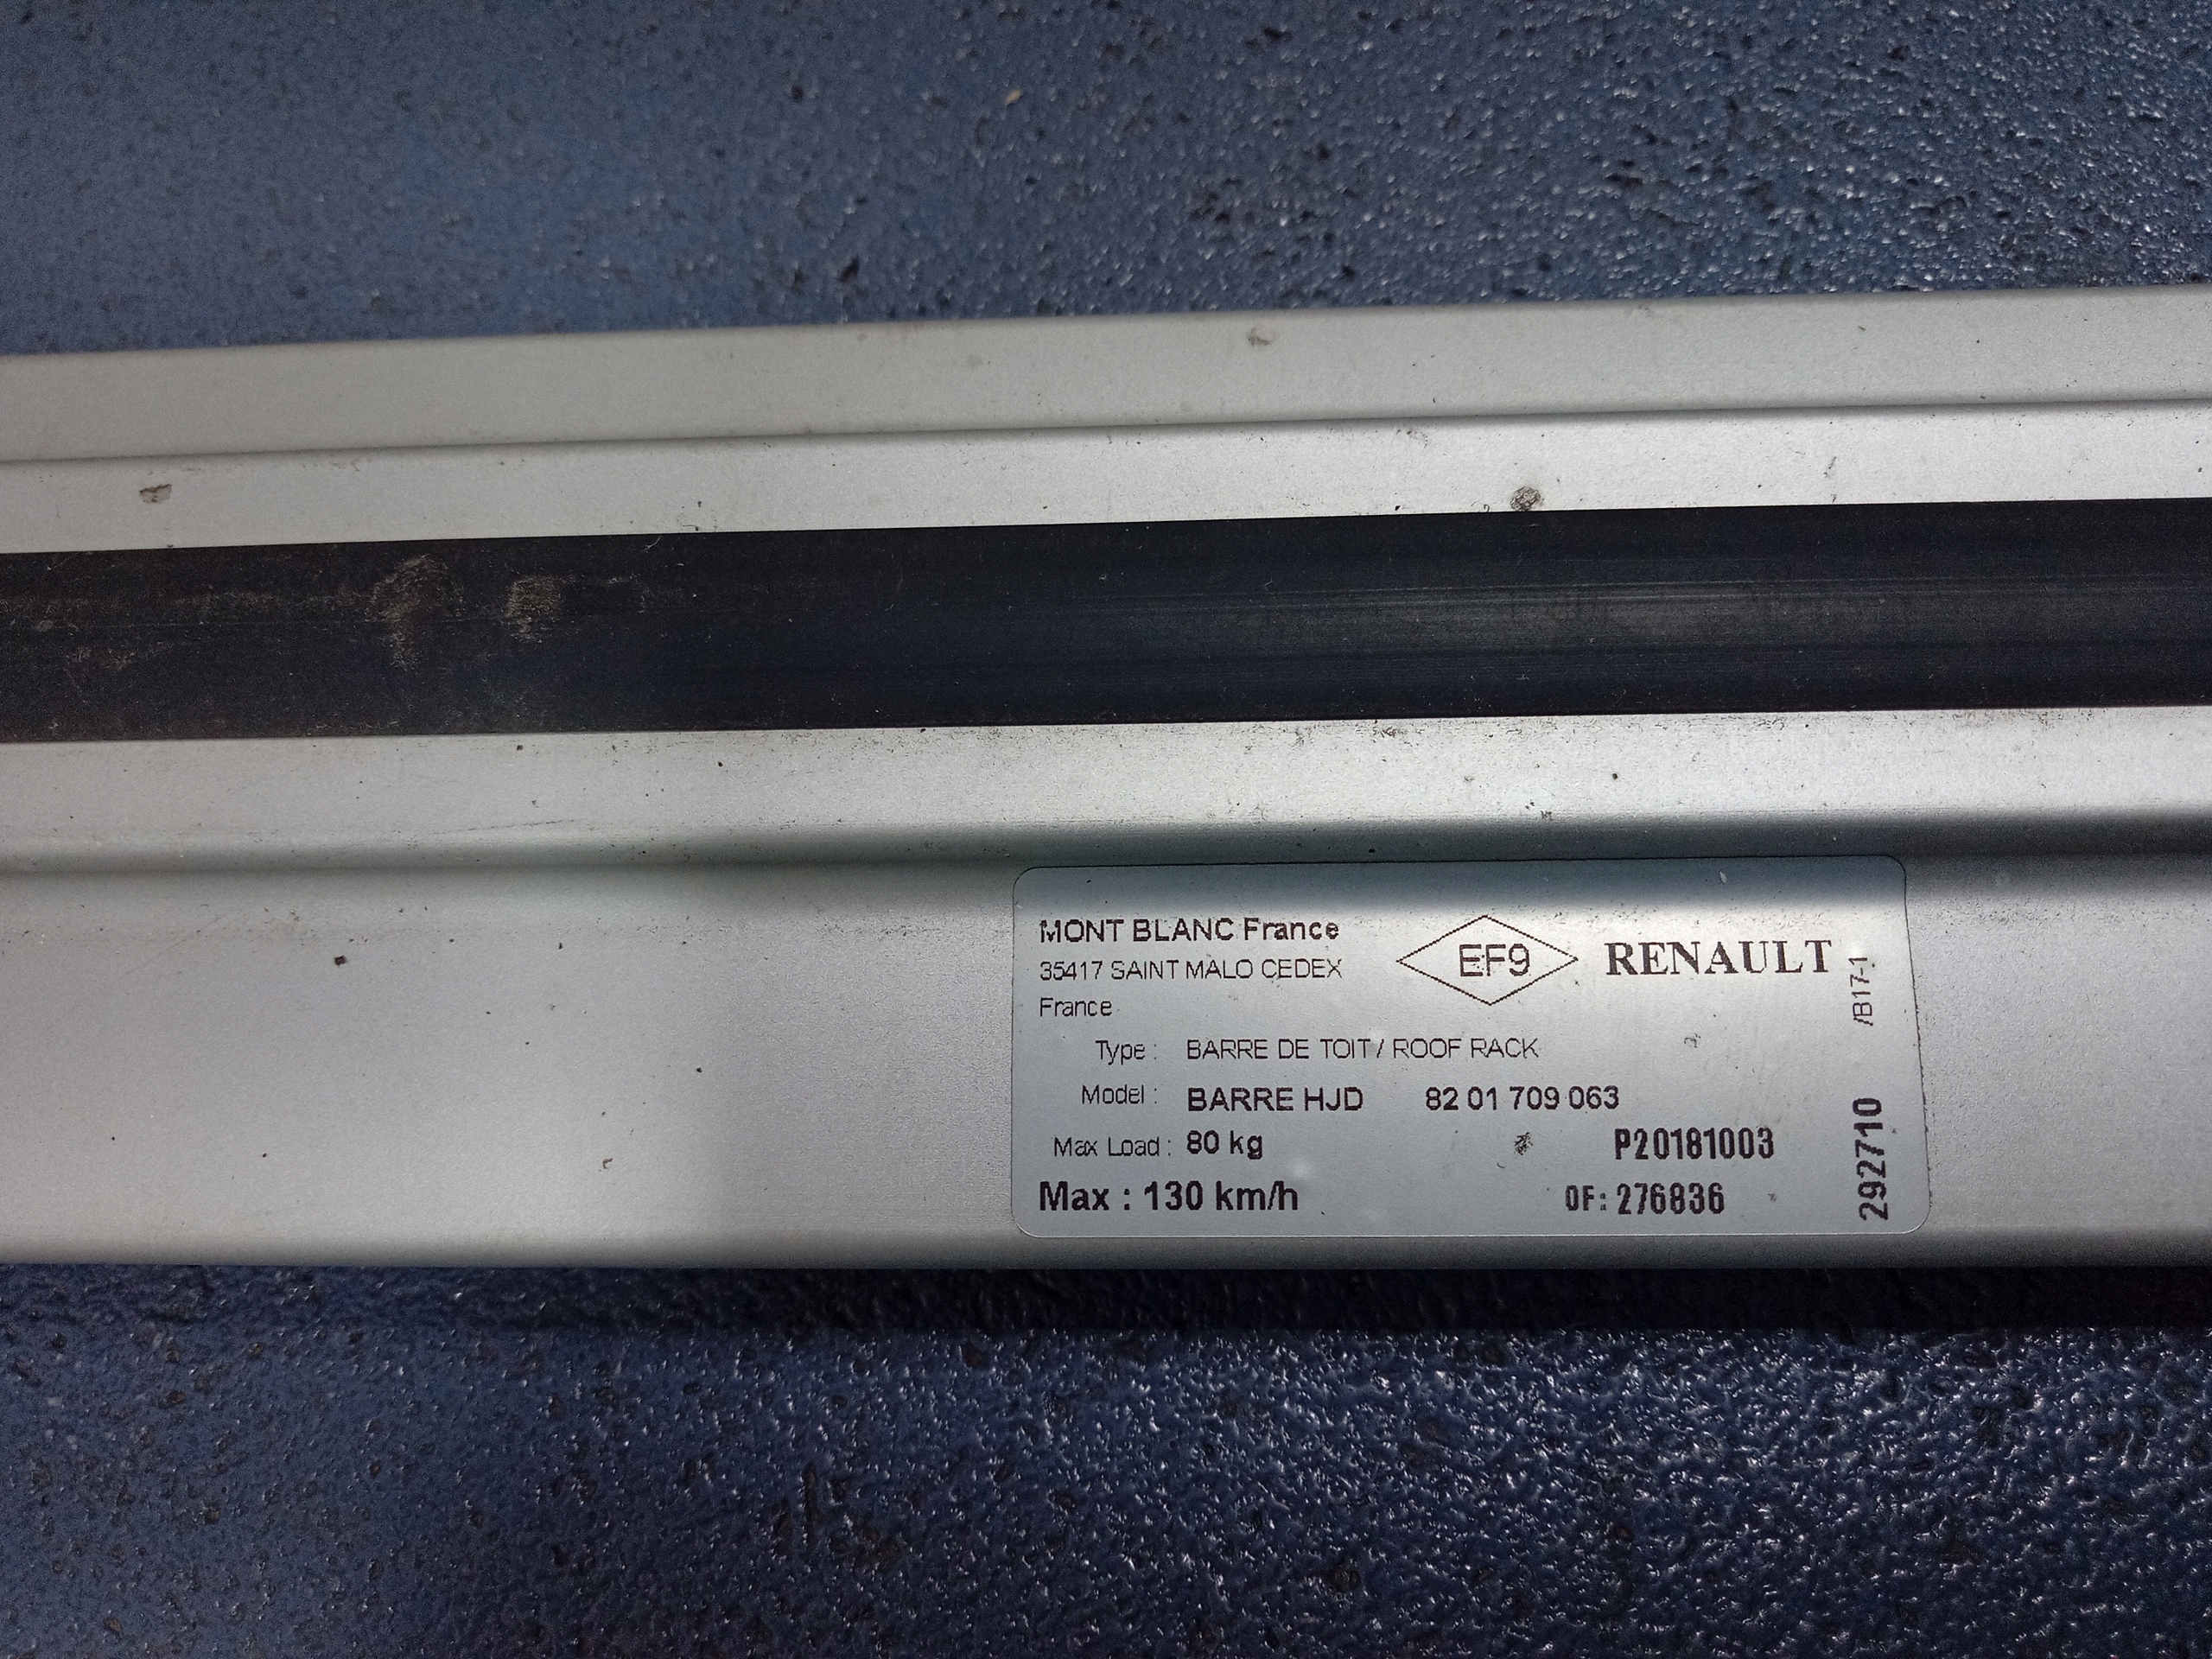 MONT BLANC France
35417 SAINT MALO CEDEX
France
EF9 RENAULT
/B17-1
Type : BARRE DE TOIT / ROOF RACK
Model : BARRE HJD 82 01 709 063
Max Load : 80 kg P20181003
Max : 130 km/h OF: 276836
292710